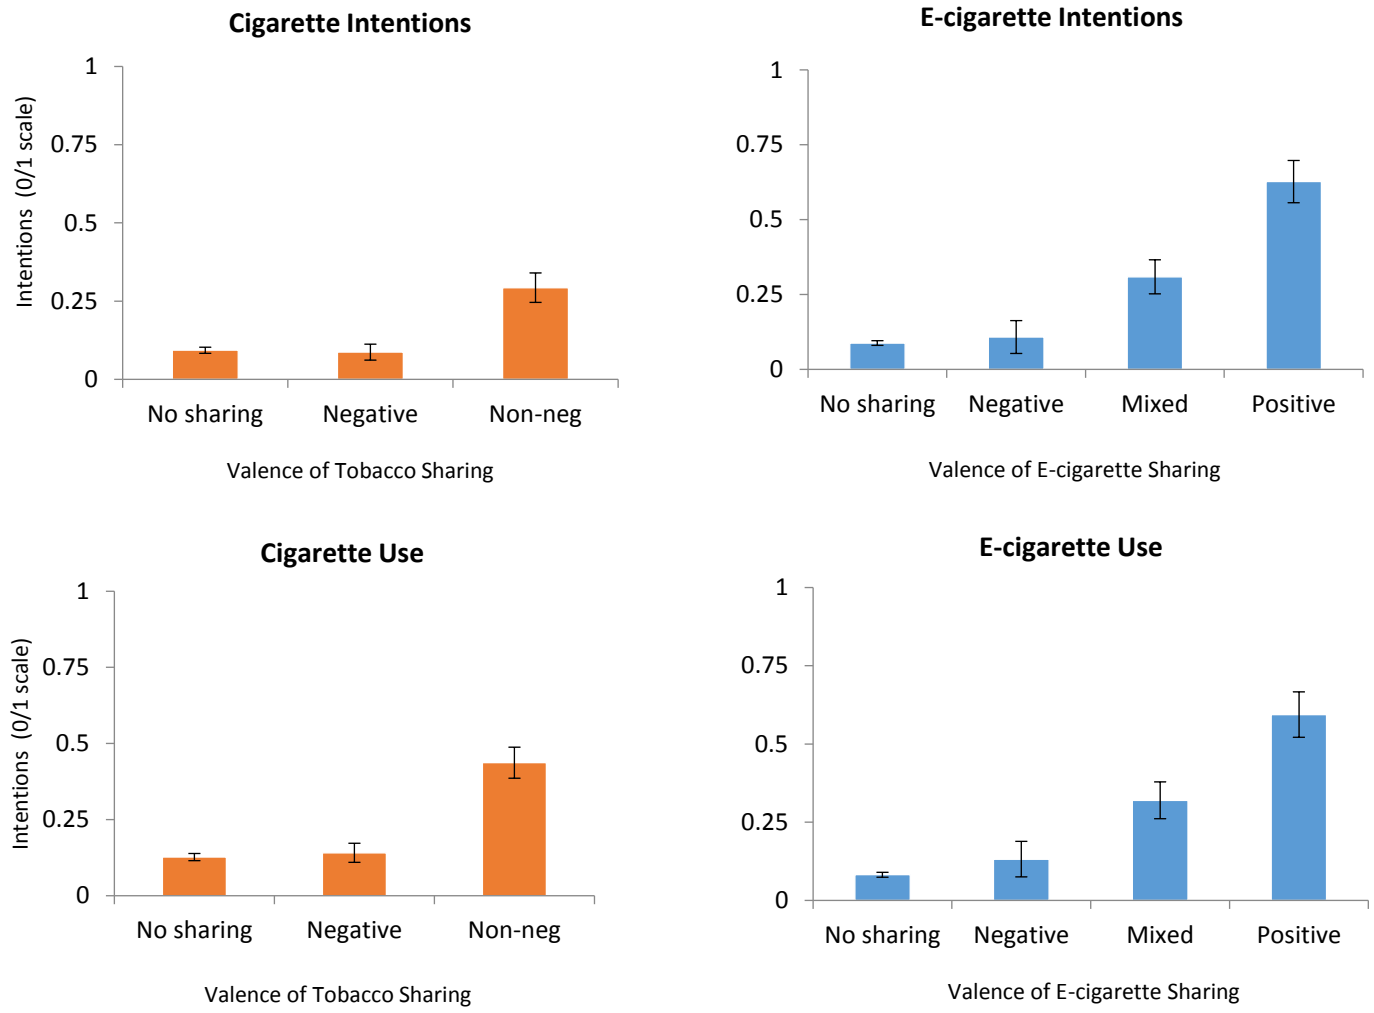 Cigarette Intentions
1
0.75
0.5
0.25
0
Intentions (0/1 scale)
No sharing Negative Non-neg
Valence of Tobacco Sharing
E-cigarette Intentions
1
0.75
0.5
0.25
0
No sharing Negative Mixed Positive
Valence of E-cigarette Sharing
Cigarette Use
1
0.75
0.5
0.25
0
Intentions (0/1 scale)
No sharing Negative Non-neg
Valence of Tobacco Sharing
E-cigarette Use
1
0.75
0.5
0.25
0
No sharing Negative Mixed Positive
Valence of E-cigarette Sharing